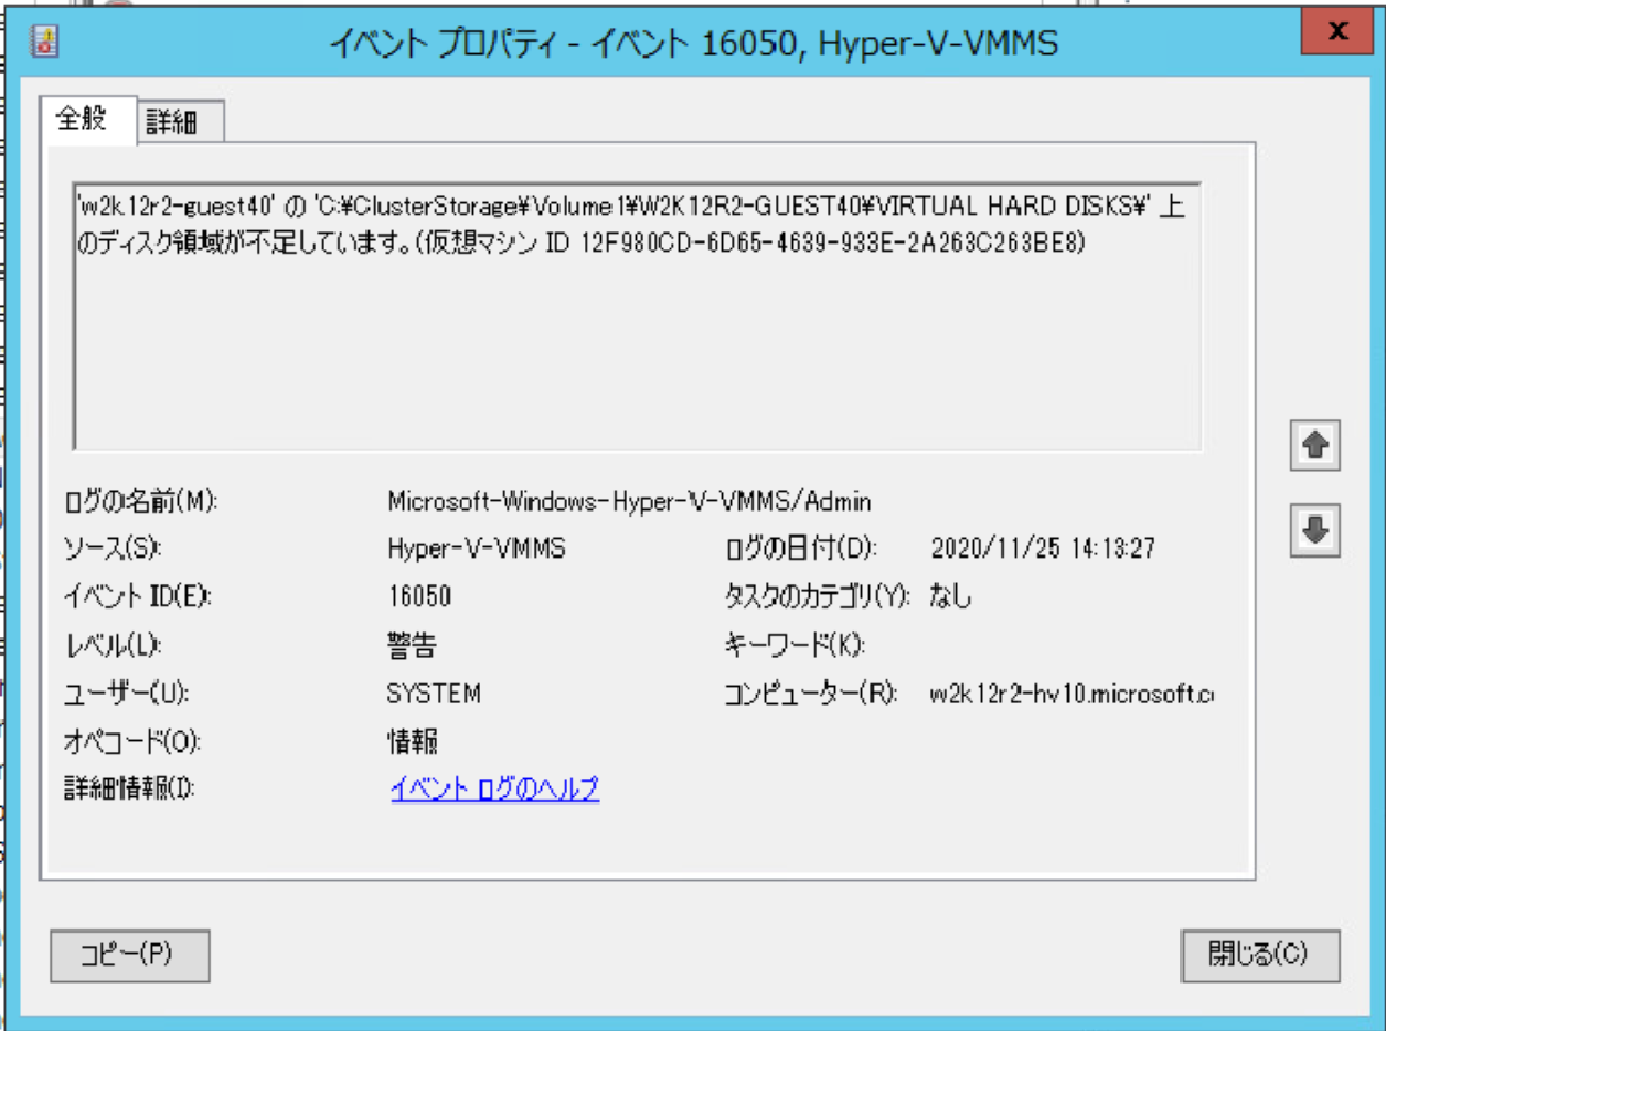 イベント プロパティ - イベント 16050, Hyper-V-VMMS
x
全般
詳細
'w2k12r2-guest40' の 'C:¥ClusterStorage¥Volume1¥W2K12R2-GUEST40¥VIRTUAL HARD DISKS¥' 上
のディスク領域が不足しています。(仮想マシン ID 12F980CD-6D65-4639-933E-2A263C263BE8)
ログの名前(M): Microsoft-Windows-Hyper-V-VMMS/Admin
ソース(S): Hyper-V-VMMS ログの日付(D): 2020/11/25 14:13:27
イベント ID(E): 16050 タスクのカテゴリ(Y): なし
レベル(L): 警告 キーワード(K):
ユーザー(U): SYSTEM コンピューター(R): w2k12r2-hv10.microsoft.c
オペコード(O): 情報
詳細情報(I): イベント ログのヘルプ
コピー(P)
閉じる(C)